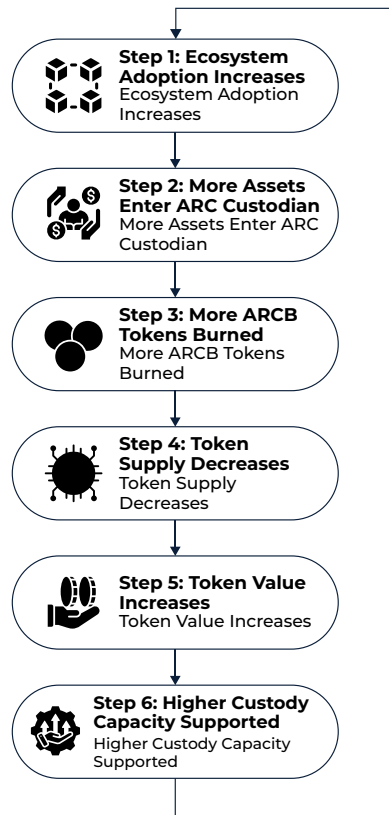 Step 1: Ecosystem
Adoption Increases
Ecosystem Adoption
Increases
Step 2: More Assets
Enter ARC Custodian
More Assets Enter ARC
Custodian
Step 3: More ARCB
Tokens Burned
More ARCB Tokens
Burned
Step 4: Token
Supply Decreases
Token Supply
Decreases
Step 5: Token Value
Increases
Token Value Increases
Step 6: Higher Custody
Capacity Supported
Higher Custody Capacity
Supported